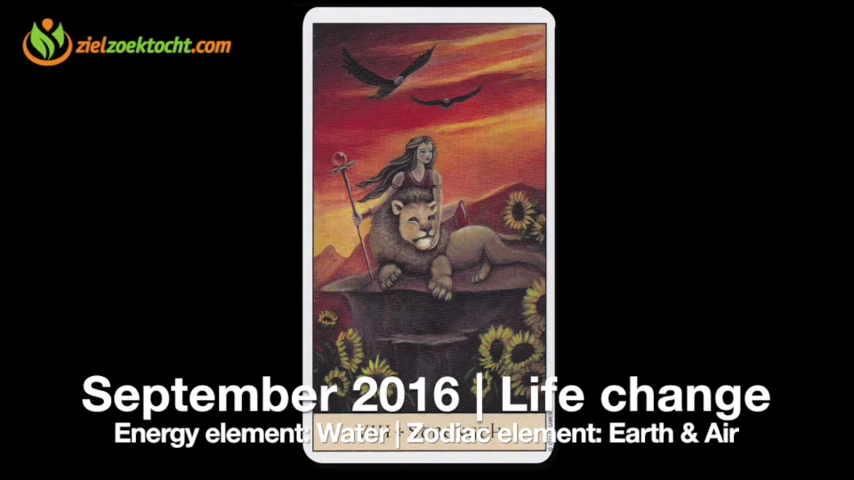 zielzoektocht.com
September 2016 | Life change
Energy element: Water | Zodiac element: Earth & Air